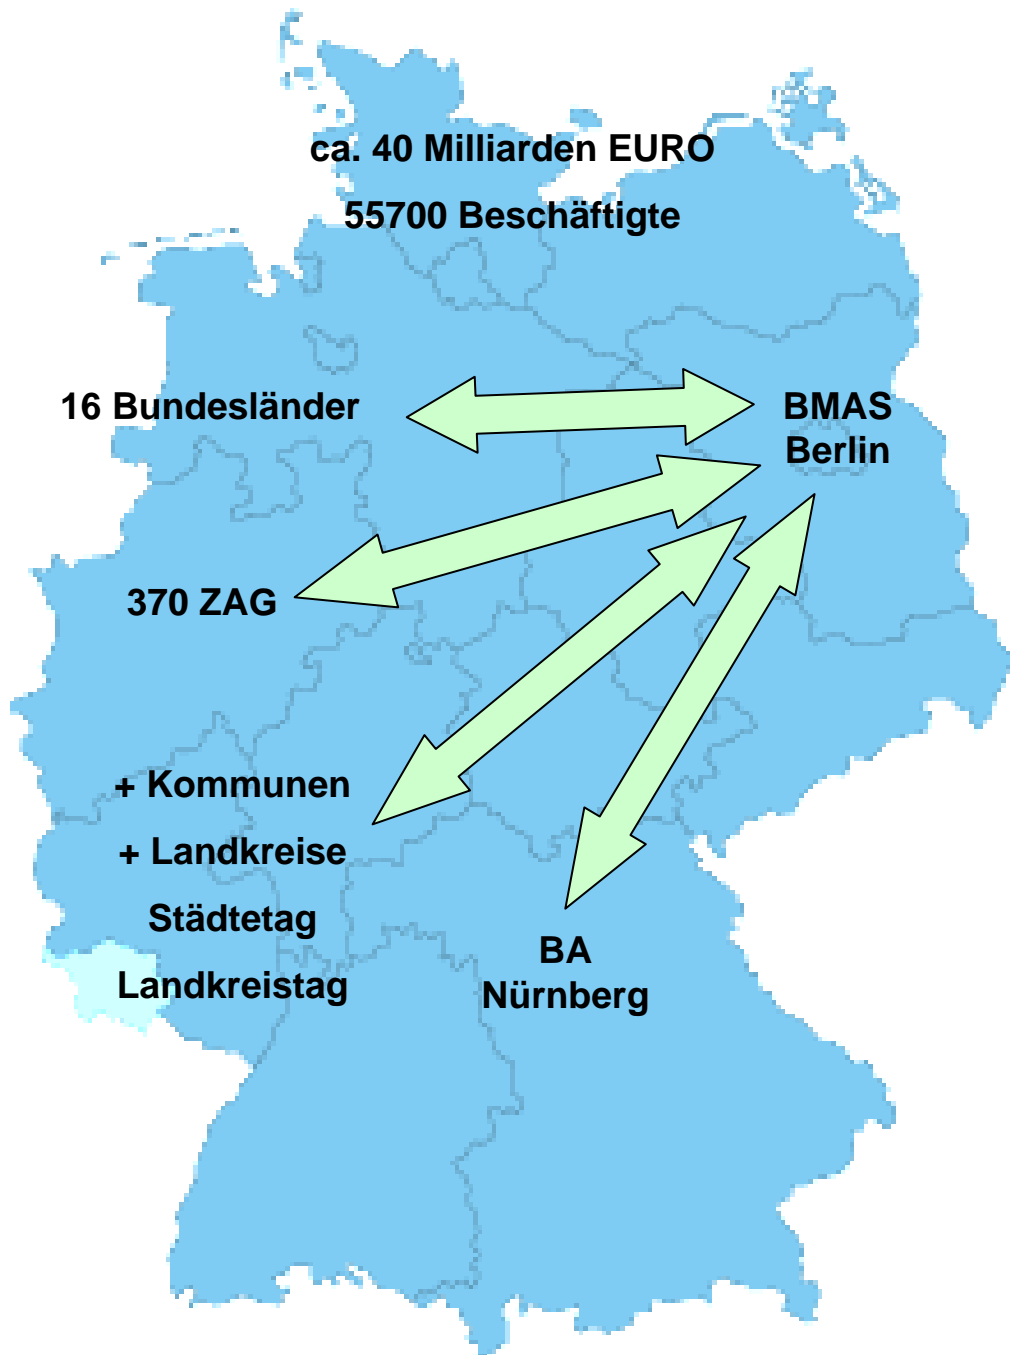 ca. 40 Milliarden EURO
55700 Beschäftigte
16 Bundesländer
BMAS
Berlin
370 ZAG
+ Kommunen
+ Landkreise
Städtetag
Landkreistag
BA
Nürnberg